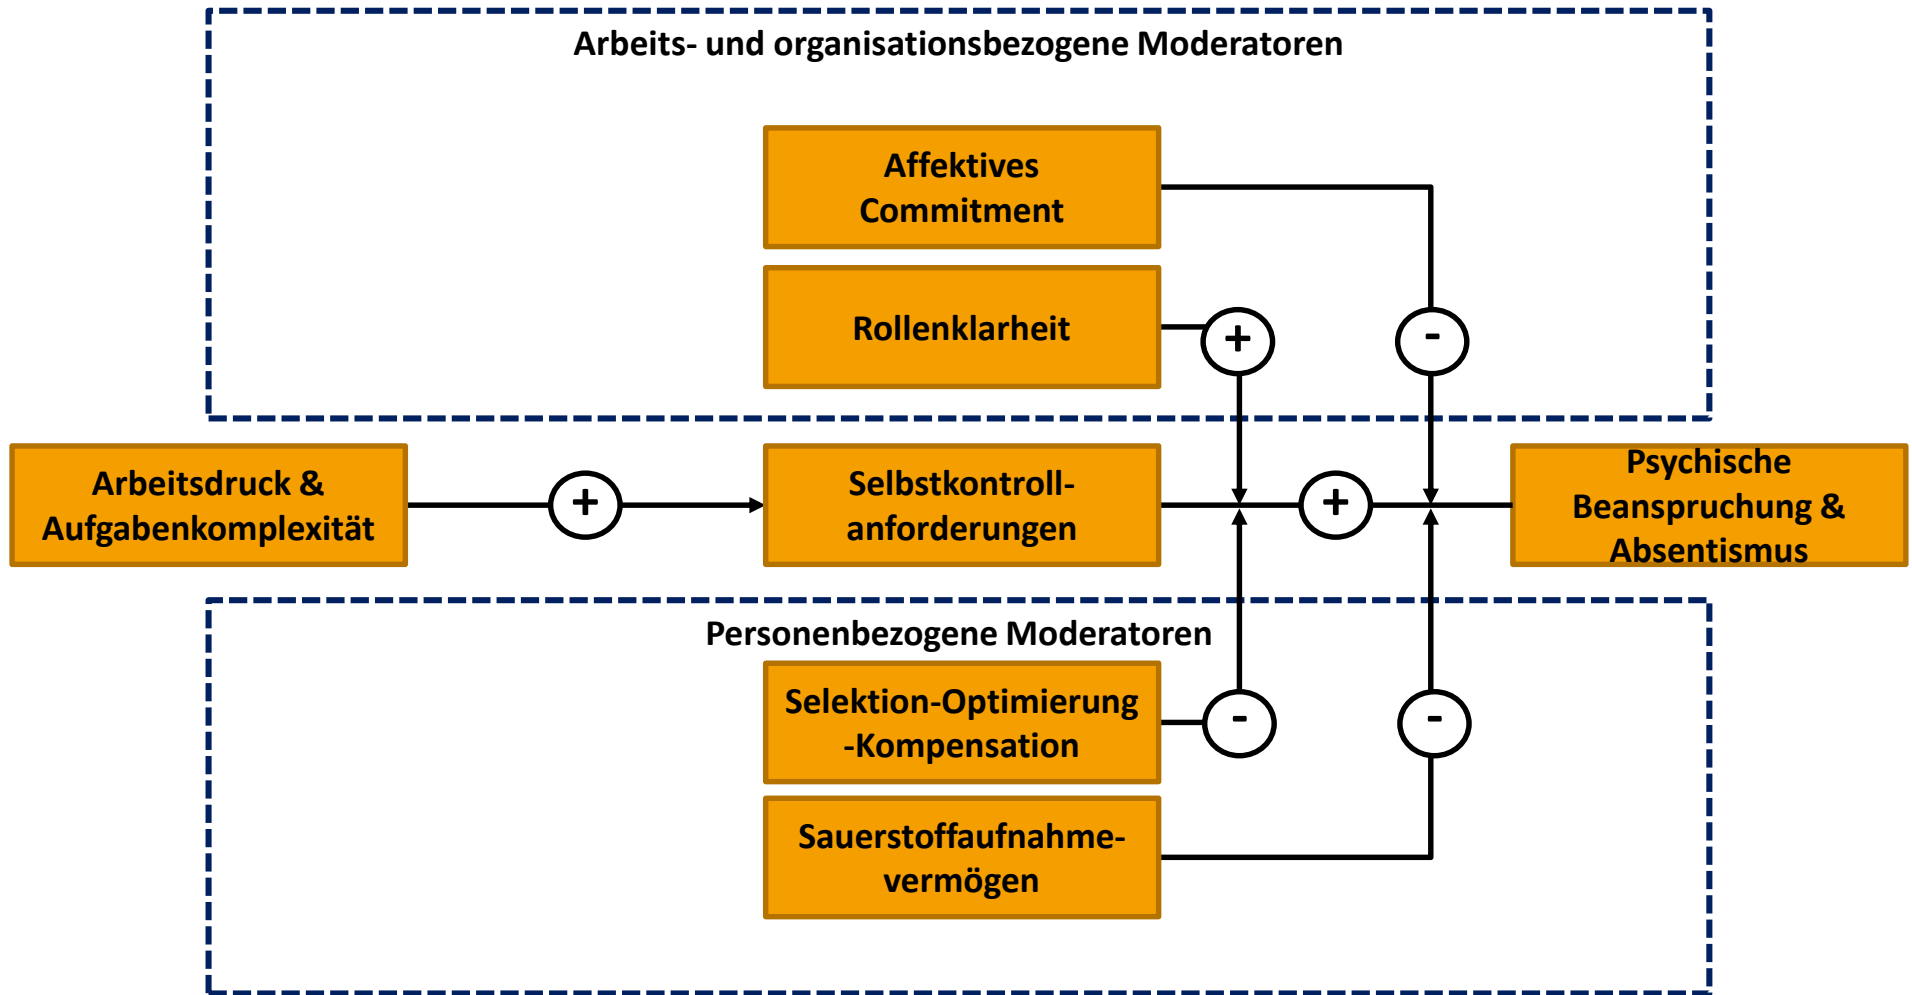 Arbeits- und organisationsbezogene Moderatoren
Affektives
Commitment
Rollenklarheit
+
-
Arbeitsdruck &
Aufgabenkomplexität
+
Selbstkontroll-
anforderungen
+
Psychische
Beanspruchung &
Absentismus
Personenbezogene Moderatoren
Selektion-Optimierung
-Kompensation
-
-
Sauerstoffaufnahme-
vermögen